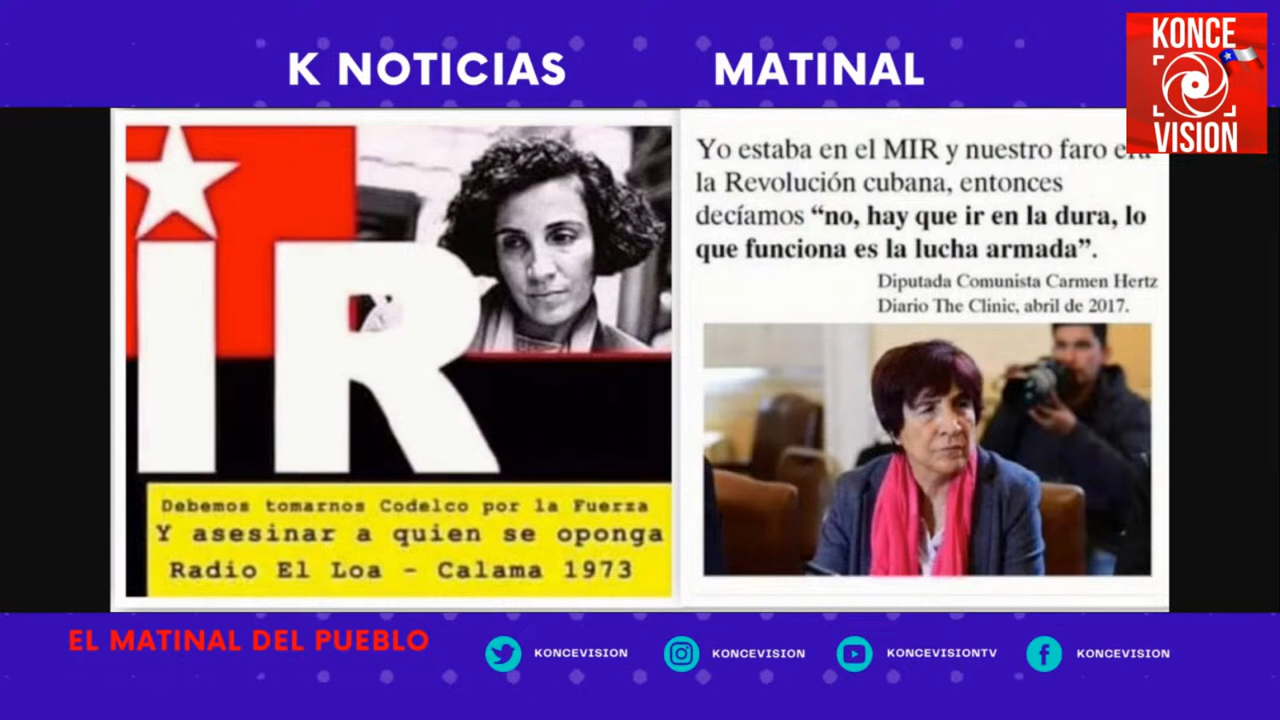 K NOTICIAS
MATINAL
KONCE
VISION
iR
Debemos tomarnos Codelco por la Fuerza
Y asesinar a quien se oponga
Radio El Loa - Calama 1973
Yo estaba en el MIR y nuestro faro era
la Revolución cubana, entonces
decíamos “no, hay que ir en la dura, lo
que funciona es la lucha armada”.
Diputada Comunista Carmen Hertz
Diario The Clinic, abril de 2017.
EL MATINAL DEL PUEBLO
KONCEVISION
KONCEVISION
KONCEVISIONTV
KONCEVISION